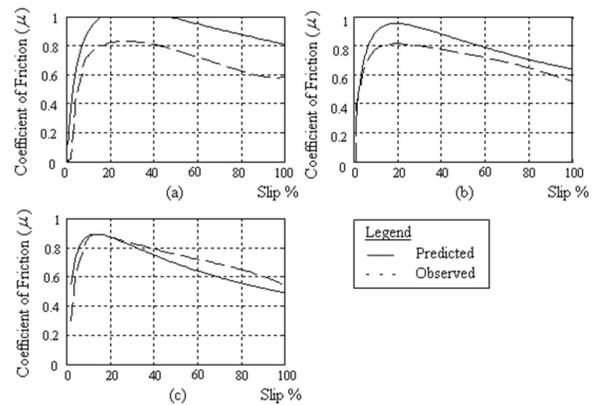 Coefficient of Friction (μ)
1
0.8
0.6
0.4
0.2
0
0 20 40 60 80 100
(a) Slip %
Coefficient of Friction (μ)
1
0.8
0.6
0.4
0.2
0
0 20 40 60 80 100
(b) Slip %
Coefficient of Friction (μ)
1
0.8
0.6
0.4
0.2
0
0 20 40 60 80 100
(c) Slip %
Legend
Predicted
Observed